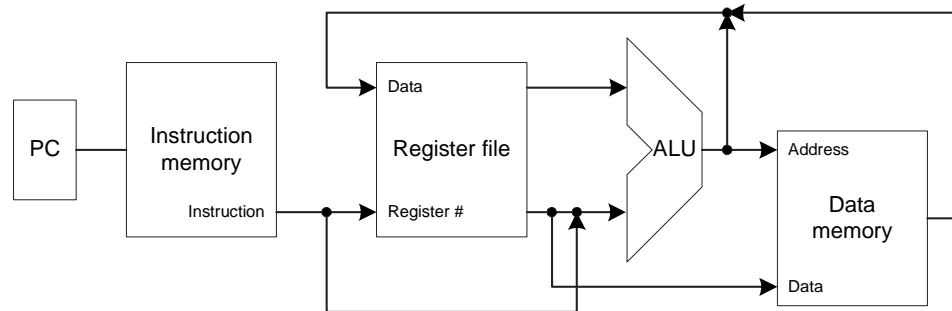 PC
Instruction
memory
Instruction
Data
Register file
Register #
ALU
Address
Data
memory
Data